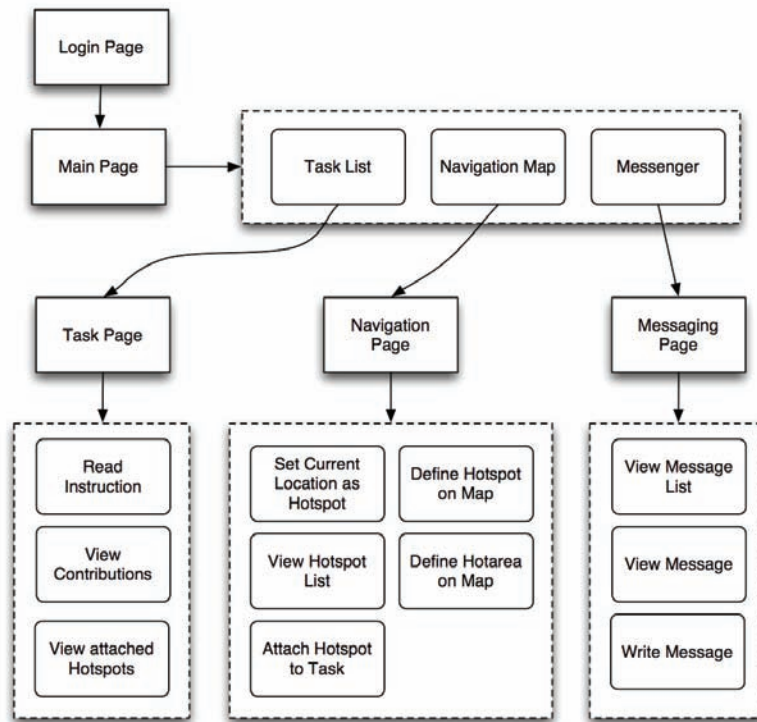 Login Page
Main Page
Task List
Navigation Map
Messenger
Task Page
Navigation
Page
Messaging
Page
Read
Instruction
View
Contributions
View attached
Hotspots
Set Current
Location as
Hotspot
Define Hotspot
on Map
View Hotspot
List
Define Hotarea
on Map
Attach Hotspot
to Task
View Message
List
View Message
Write Message